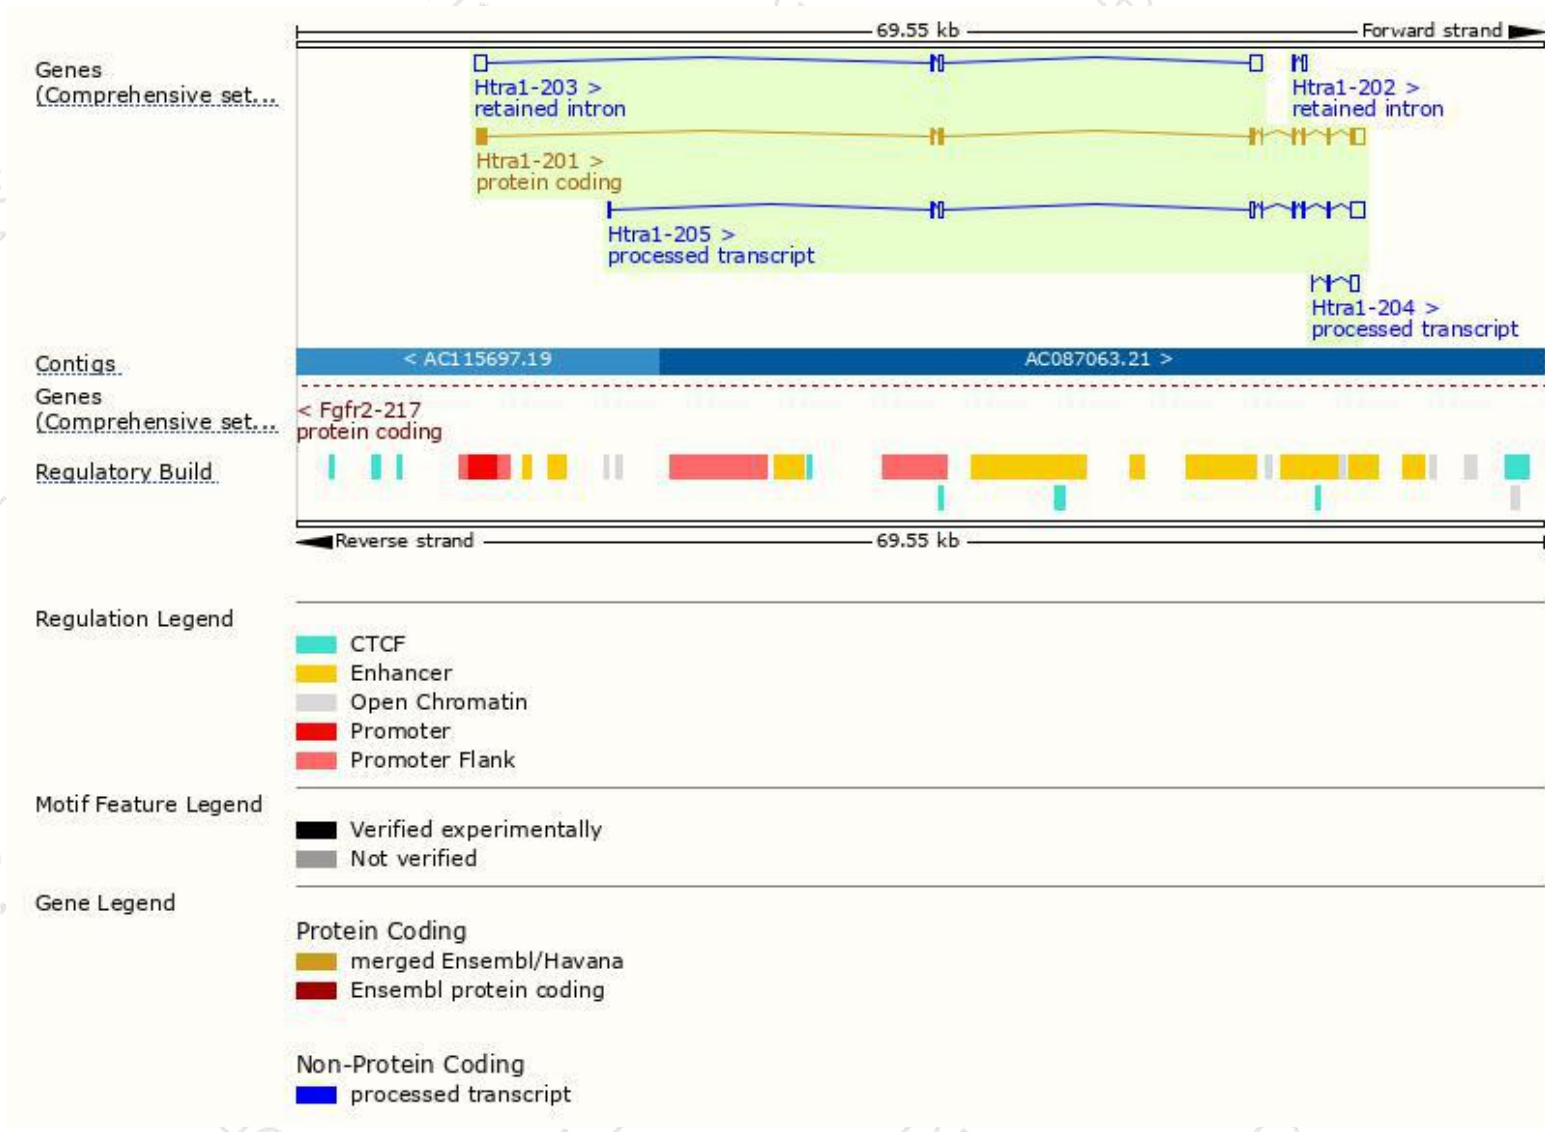 69.55 kb
Forward strand
Genes
(Comprehensive set...
Htra1-203 >
retained intron
Htra1-202 >
retained intron
Htra1-201 >
protein coding
Htra1-205 >
processed transcript
Htra1-204 >
processed transcript
Contigs
< AC115697.19
AC087063.21 >
Genes
(Comprehensive set...
< Fgfr2-217
protein coding
Regulatory Build
Reverse strand
69.55 kb
Regulation Legend
CTCF
Enhancer
Open Chromatin
Promoter
Promoter Flank
Motif Feature Legend
Verified experimentally
Not verified
Gene Legend
Protein Coding
merged Ensembl/Havana
Ensembl protein coding
Non-Protein Coding
processed transcript